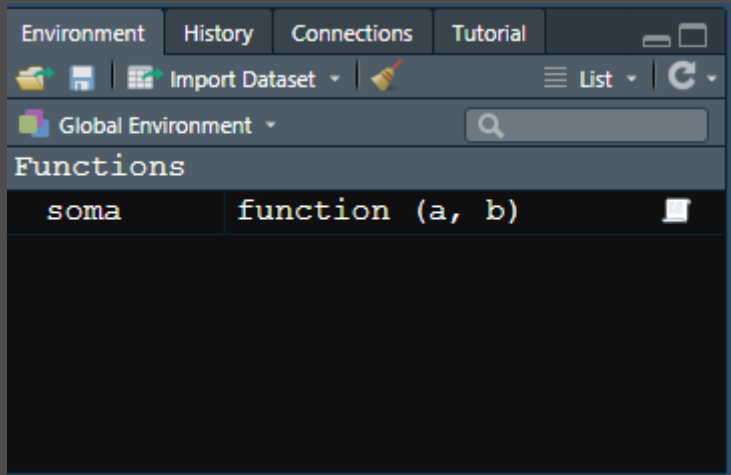 Environment History Connections Tutorial
Import Dataset List
Global Environment
Functions
soma function (a, b)